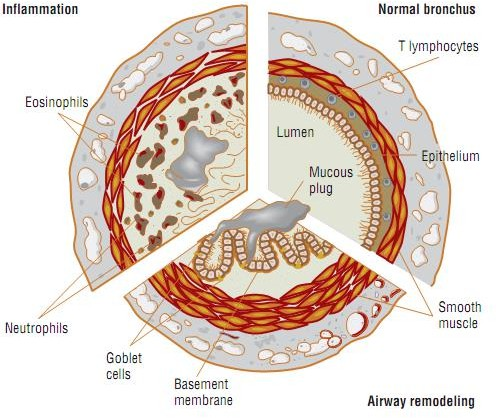 Inflammation
Normal bronchus
T lymphocytes
Eosinophils
Lumen
Epithelium
Mucous
plug
Neutrophils
Smooth
muscle
Goblet
cells
Basement
membrane
Airway remodeling